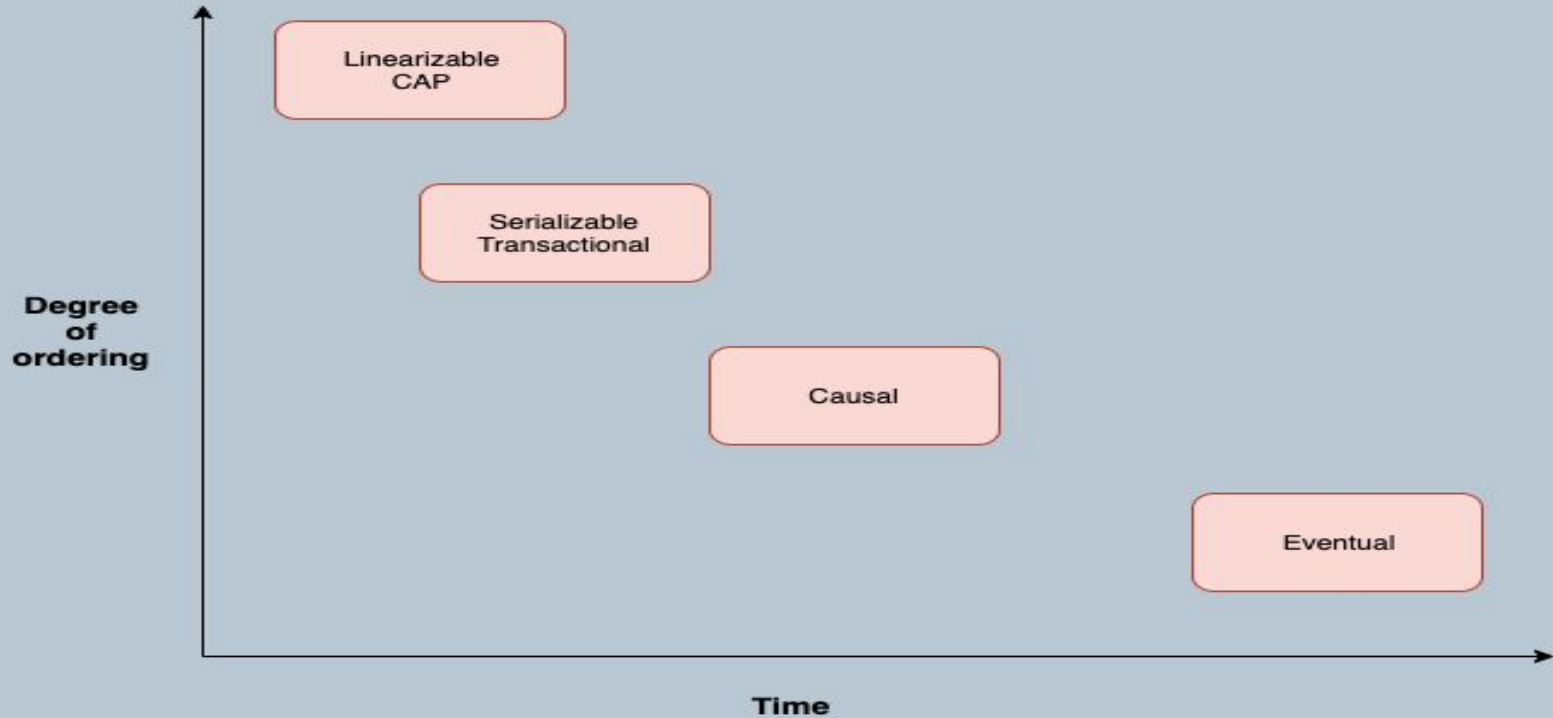 Linearizable
CAP
Serializable
Transactional
Degree
of
ordering
Causal
Eventual
Time